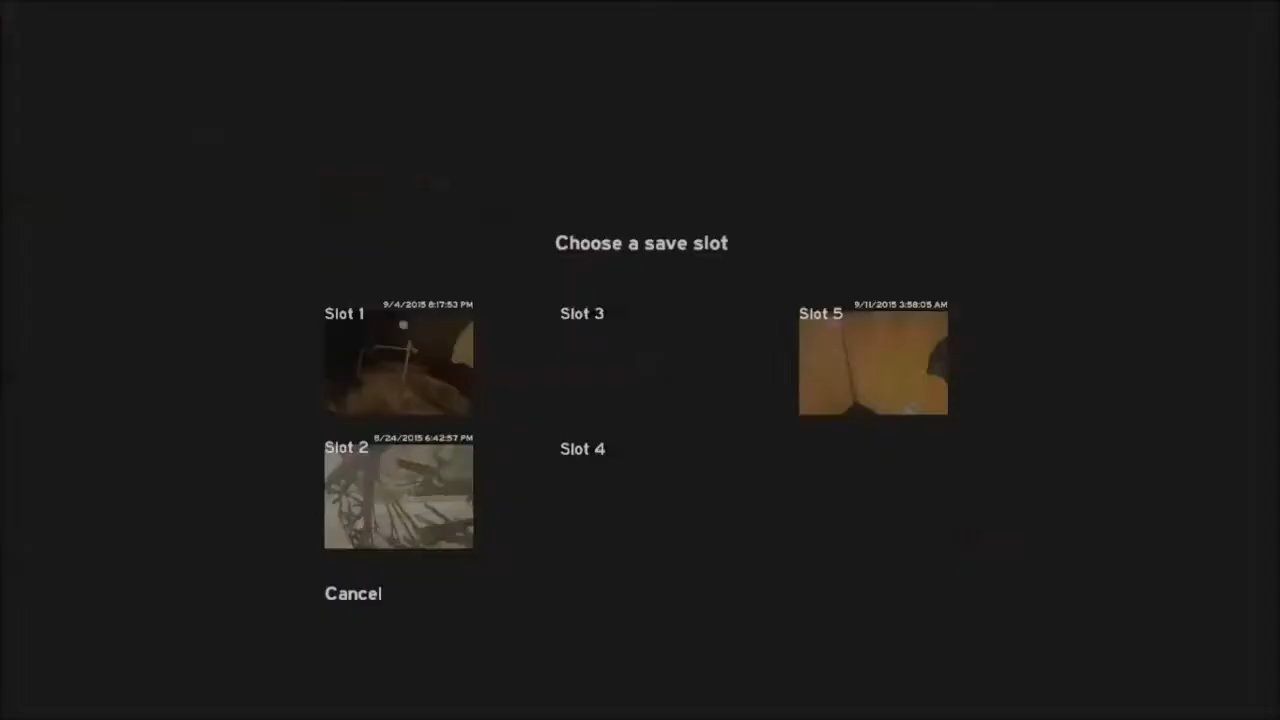 Choose a save slot
9/4/2015 8:17:53 PM
Slot 1
Slot 3
9/11/2015 3:58:05 AM
Slot 5
8/24/2015 6:42:57 PM
Slot 2
Slot 4
Cancel